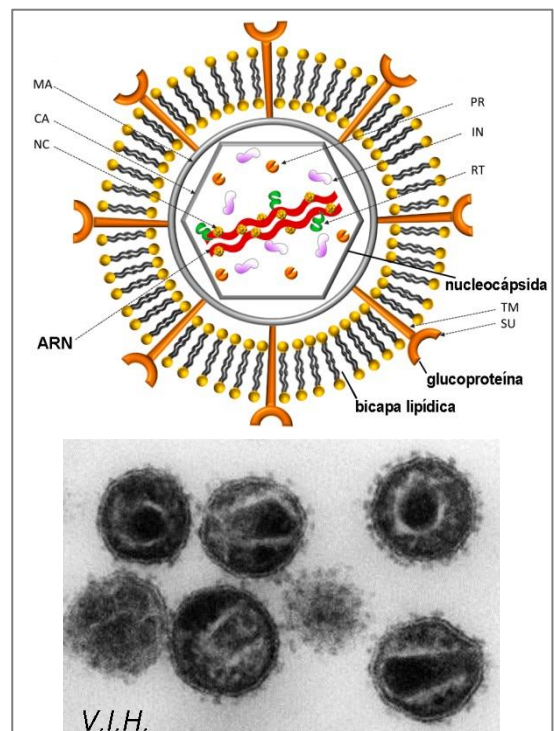 MA
CA
NC
PR
IN
RT
nucleocápsida
TM
SU
ARN
glucoproteína
bicapa lipídica
V.I.H.